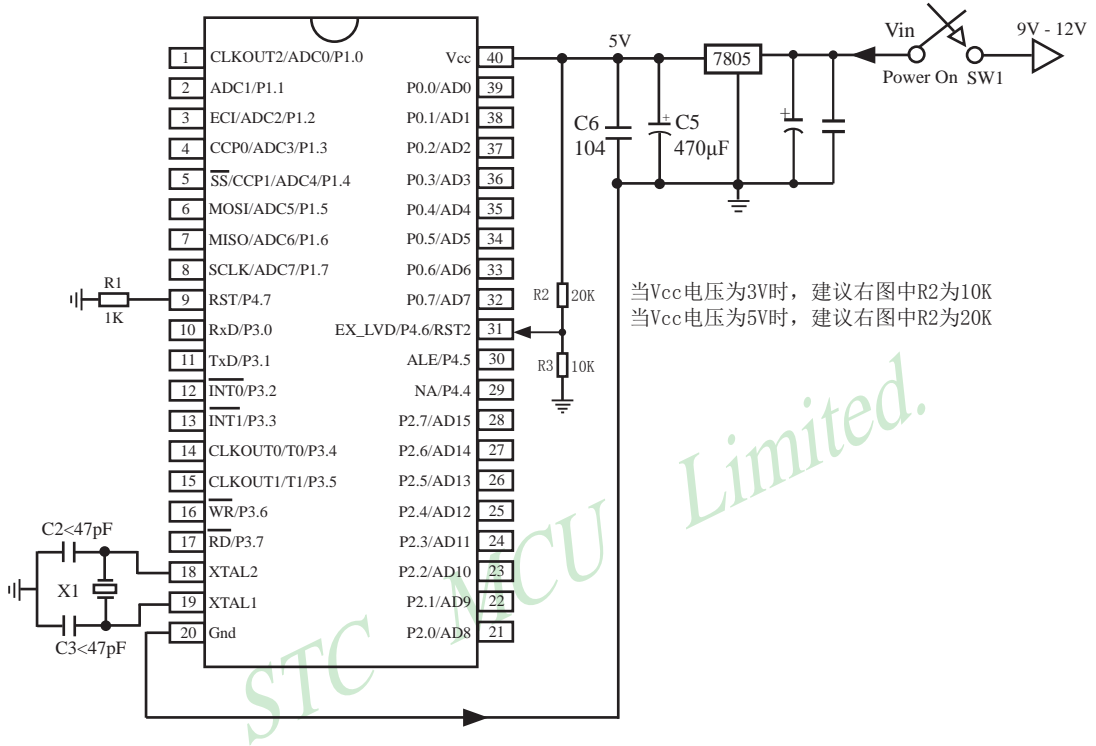 1 CLKOUT2/ADC0/P1.0
2 ADC1/P1.1
3 ECI/ADC2/P1.2
4 CCP0/ADC3/P1.3
5 SS/CCP1/ADC4/P1.4
6 MOSI/ADC5/P1.5
7 MISO/ADC6/P1.6
8 SCLK/ADC7/P1.7
9 RST/P4.7
10 RxD/P3.0
11 TxD/P3.1
12 INT0/P3.2
13 INT1/P3.3
14 CLKOUT0/T0/P3.4
15 CLKOUT1/T1/P3.5
16 WR/P3.6
17 RD/P3.7
18 XTAL2
19 XTAL1
20 Gnd
Vcc 40
P0.0/AD0 39
P0.1/AD1 38
P0.2/AD2 37
P0.3/AD3 36
P0.4/AD4 35
P0.5/AD5 34
P0.6/AD6 33
P0.7/AD7 32
EX_LVD/P4.6/RST2 31
ALE/P4.5 30
NA/P4.4 29
P2.7/AD15 28
P2.6/AD14 27
P2.5/AD13 26
P2.4/AD12 25
P2.3/AD11 24
P2.2/AD10 23
P2.1/AD9 22
P2.0/AD8 21
R1
1K
C2<47pF
X1
C3<47pF
5V
7805
Vin
9V - 12V
Power On SW1
C6
104
+ C5
470μF
+
R2 20K
R3 10K
当Vcc电压为3V时，建议右图中R2为10K
当Vcc电压为5V时，建议右图中R2为20K
STC MCU Limited.